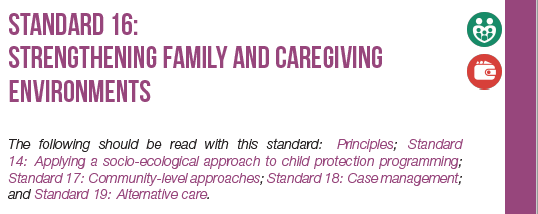 STANDARD 16:
STRENGTHENING FAMILY AND CAREGIVING
ENVIRONMENTS
The following should be read with this standard: Principles; Standard
14: Applying a socio-ecological approach to child protection programming;
Standard 17: Community-level approaches; Standard 18: Case management;
and Standard 19: Alternative care.